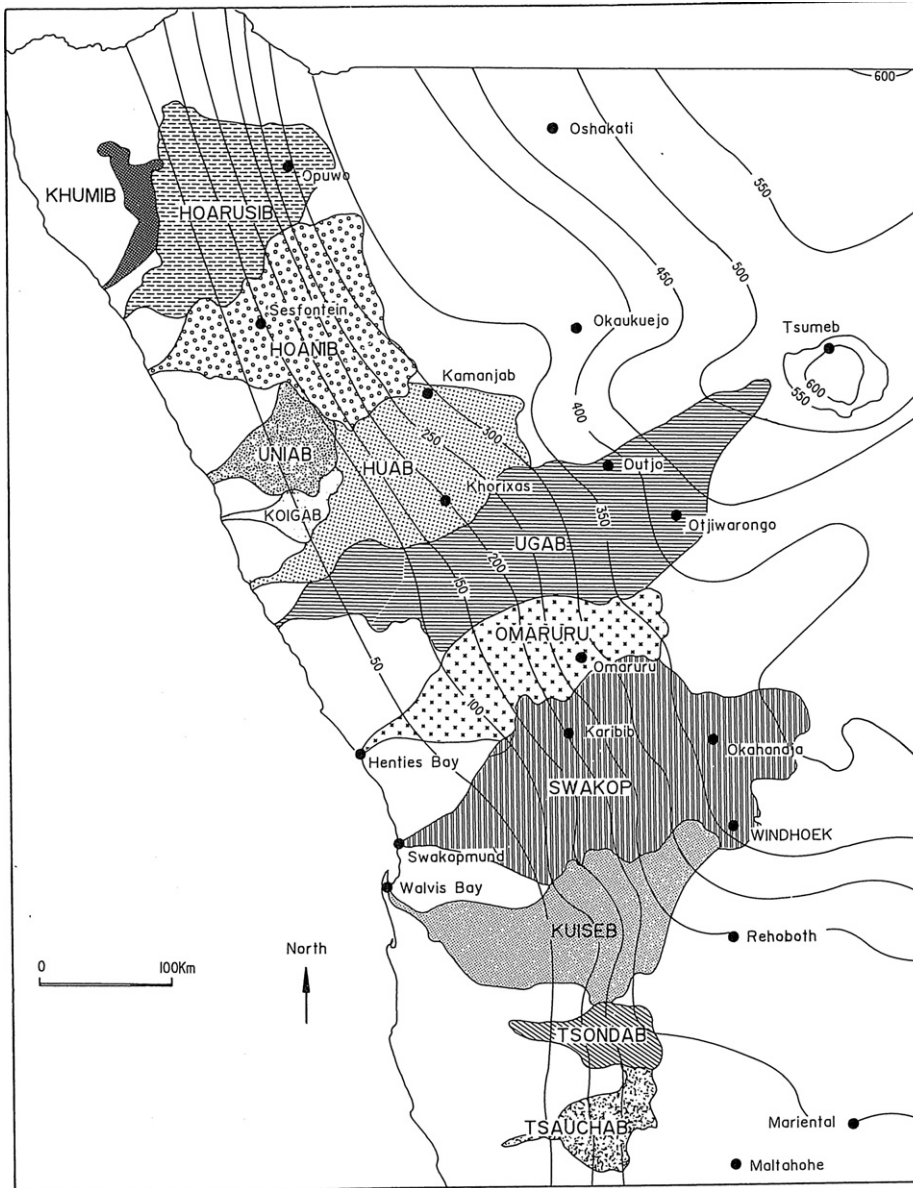 600
Oshakati
KHUMIB
Opuwo
550
HOARUSIB
450
500
Sesfontein
Okaukuejo
Tsumeb
HOANIB
600
550
Kamanjab
400
250
300
UNIAB
HUAB
Outjo
Khorixas
350
KOIGAB
Otjiwarongo
UGAB
200
150
OMARURU
50
Omaruru
100
Karibib
Okahandja
Henties Bay
SWAKOP
WINDHOEK
Swakopmund
Walvis Bay
KUISEB
Rehoboth
North
0 100Km
TSONDAB
Mariental
TSAUCHAB
Maltahohe